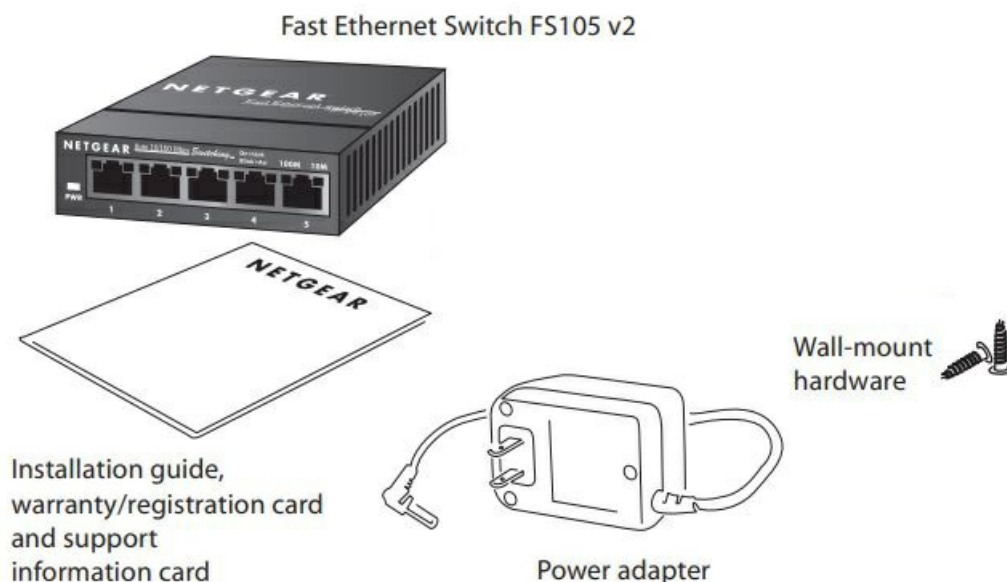 Fast Ethernet Switch FS105 v2
NETGEAR
NETGEAR
Switching
100M 10M
PWR
1 2 3 4 5
NETGEAR
Wall-mount
hardware
Installation guide,
warranty/registration card
and support
information card
Power adapter